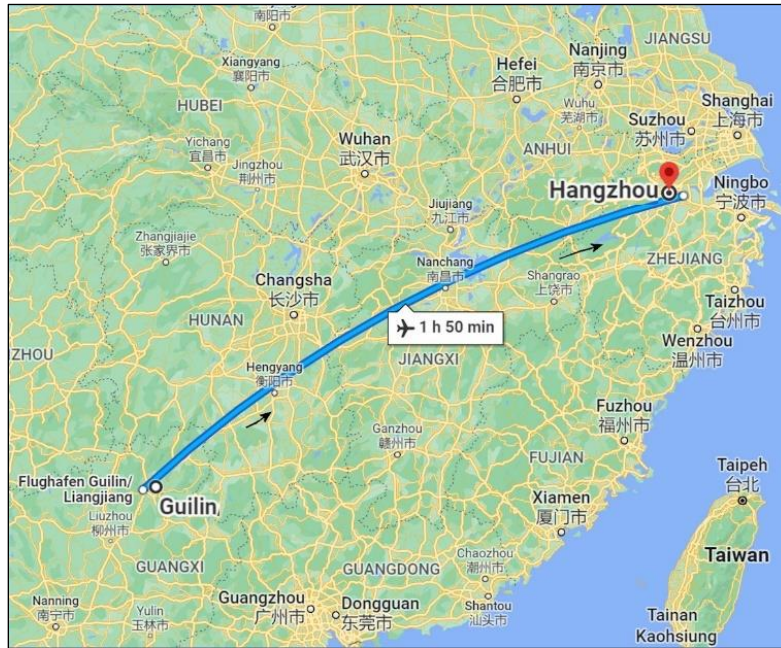 JIANGSU
Nanjing
南京市
Hefei
合肥市
Xiangyang
襄阳市
HUBEI
Wuhu
芜湖市
Suzhou
苏州市
Shanghai
上海市
Yichang
宜昌市
Wuhan
武汉市
ANHUI
Jingzhou
荆州市
Hangzhou
Ningbo
宁波市
Jiujiang
九江市
Zhangjiajie
张家界市
Nanchang
南昌市
ZHEJIANG
Changsha
长沙市
Shangrao
上饶市
Taizhou
台州市
HUNAN
1 h 50 min
Wenzhou
温州市
ZHOU
JIANGXI
Hengyang
衡阳市
Fuzhou
福州市
Ganzhou
赣州市
FUJIAN
Flughafen Guilin/
Liangjiang
Guilin
Taipeh
台北
Liuzhou
柳州市
Xiamen
厦门市
Taiwan
GUANGXI
GUANGDONG
Chaozhou
潮州市
Guangzhou
广州市
Dongguan
东莞市
Shantou
汕头市
Nanning
南宁市
Yulin
玉林市
Tainan
Kaohsiung